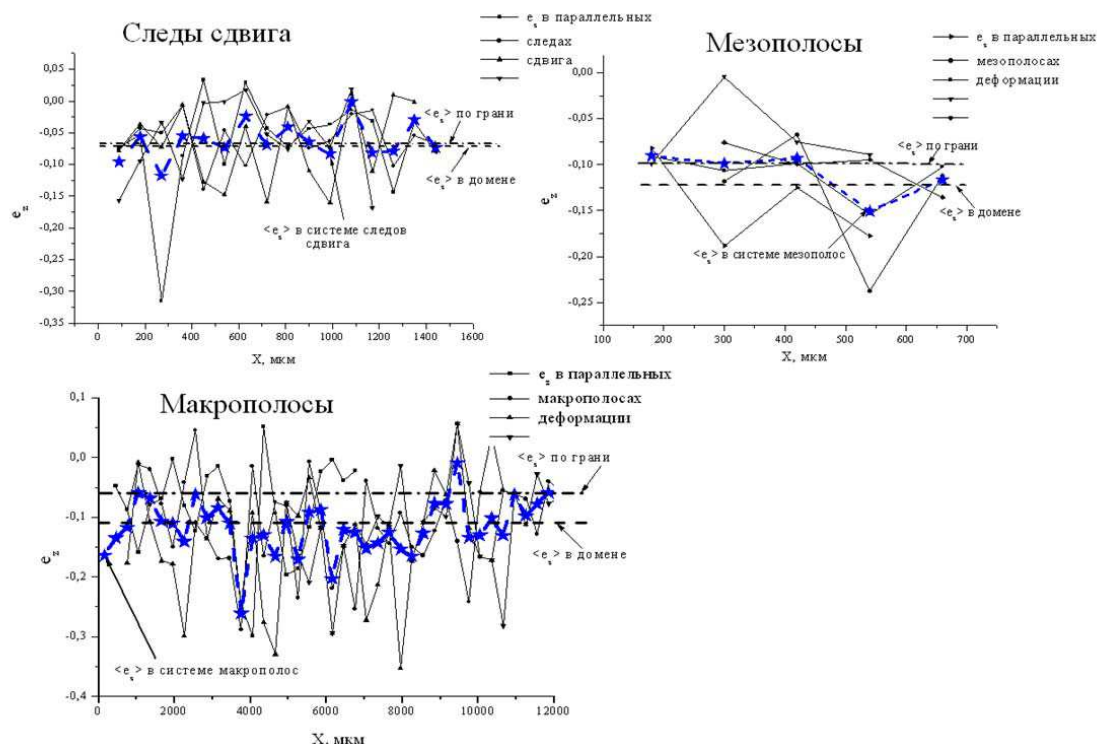 Следы сдвига
e_z в параллельных
следах
сдвига
0,05
0,00
-0,05
-0,10
-0,15
-0,20
-0,25
-0,30
-0,35
e_z
<e_z> по грани
<e_z> в домене
<e_z> в системе следов
сдвига
0 200 400 600 800 1000 1200 1400 1600
X, мкм
Мезополосы
e_z в параллельных
мезополосах
деформации
0,00
-0,05
-0,10
-0,15
-0,20
-0,25
e_z
<e_z> по грани
<e_z> в домене
<e_z> в системе мезополос
100 200 300 400 500 600 700
X, мкм
Макрополосы
e_z в параллельных
макрополосах
деформации
0,1
0,0
-0,1
-0,2
-0,3
-0,4
e_z
<e_z> по грани
<e_z> в домене
<e_z> в системе макрополос
0 2000 4000 6000 8000 10000 12000
X, мкм